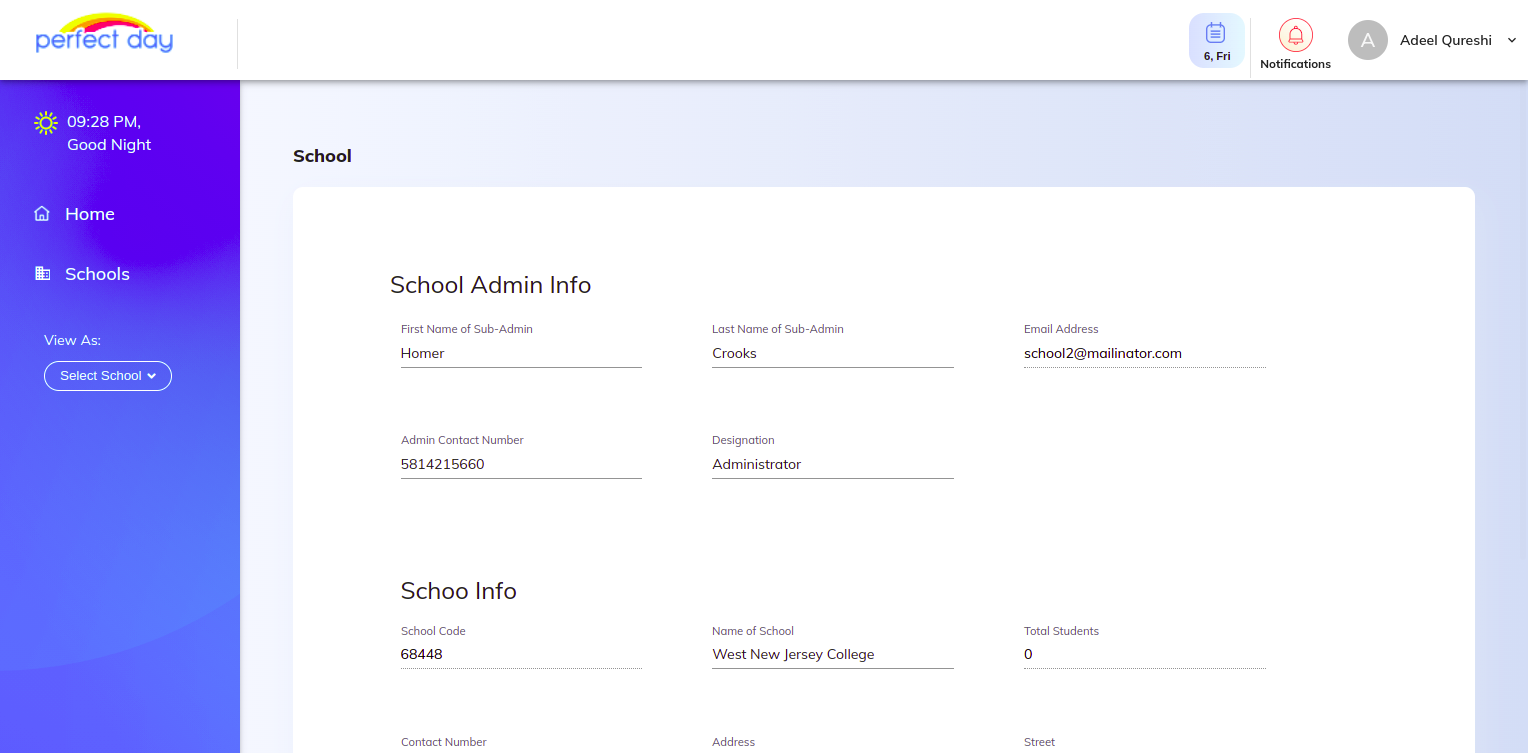 perfect day
6, Fri
Notifications
A
Adeel Qureshi
09:28 PM,
Good Night
Home
Schools
View As:
Select School
School
School Admin Info
First Name of Sub-Admin
Last Name of Sub-Admin
Email Address
Homer
Crooks
school2@mailinator.com
Admin Contact Number
Designation
5814215660
Administrator
Schoo Info
School Code
Name of School
Total Students
68448
West New Jersey College
0
Contact Number
Address
Street